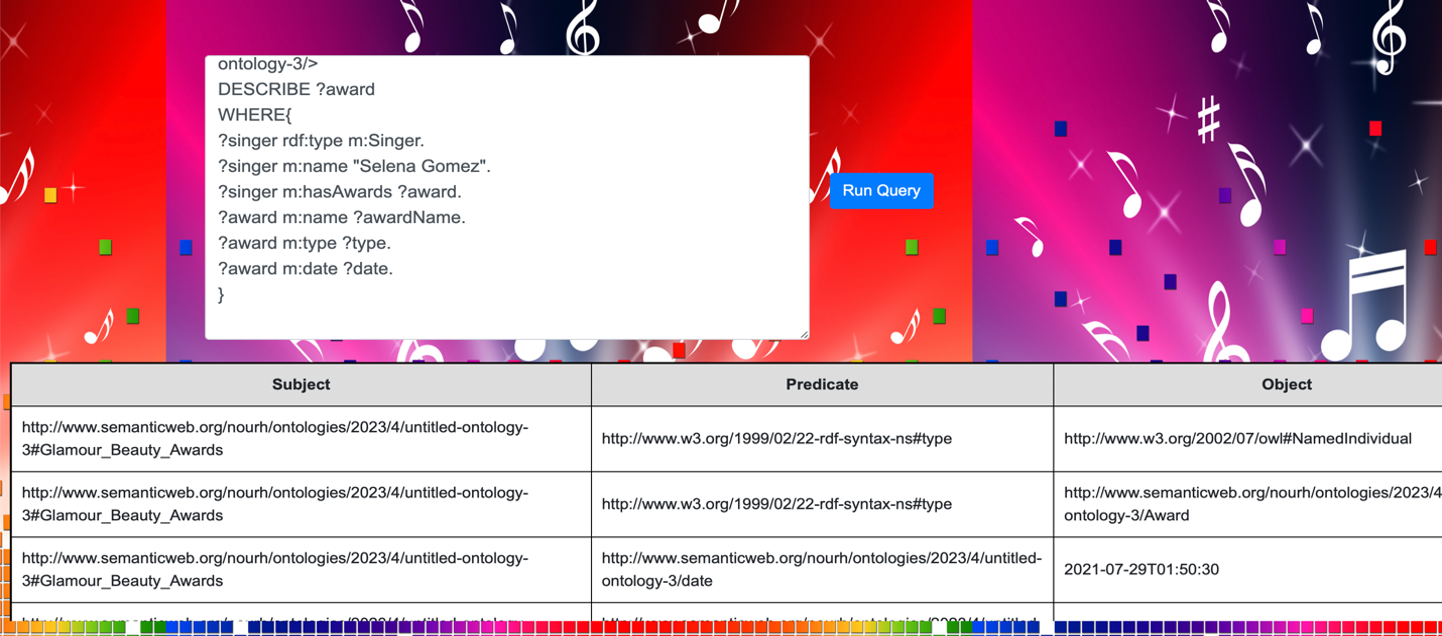 ontology-3/>
DESCRIBE ?award
WHERE{
?singer rdf:type m:Singer.
?singer m:name "Selena Gomez".
?singer m:hasAwards ?award.
?award m:name ?awardName.
?award m:type ?type.
?award m:date ?date.
}
Run Query
Subject Predicate Object
http://www.semanticweb.org/nourh/ontologies/2023/4/untitled-ontology-
3#Glamour_Beauty_Awards
http://www.w3.org/1999/02/22-rdf-syntax-ns#type
http://www.w3.org/2002/07/owl#NamedIndividual
http://www.semanticweb.org/nourh/ontologies/2023/4/untitled-ontology-
3#Glamour_Beauty_Awards
http://www.w3.org/1999/02/22-rdf-syntax-ns#type
http://www.semanticweb.org/nourh/ontologies/2023/4
ontology-3/Award
http://www.semanticweb.org/nourh/ontologies/2023/4/untitled-ontology-
3#Glamour_Beauty_Awards
http://www.semanticweb.org/nourh/ontologies/2023/4/untitled-
ontology-3/date
2021-07-29T01:50:30